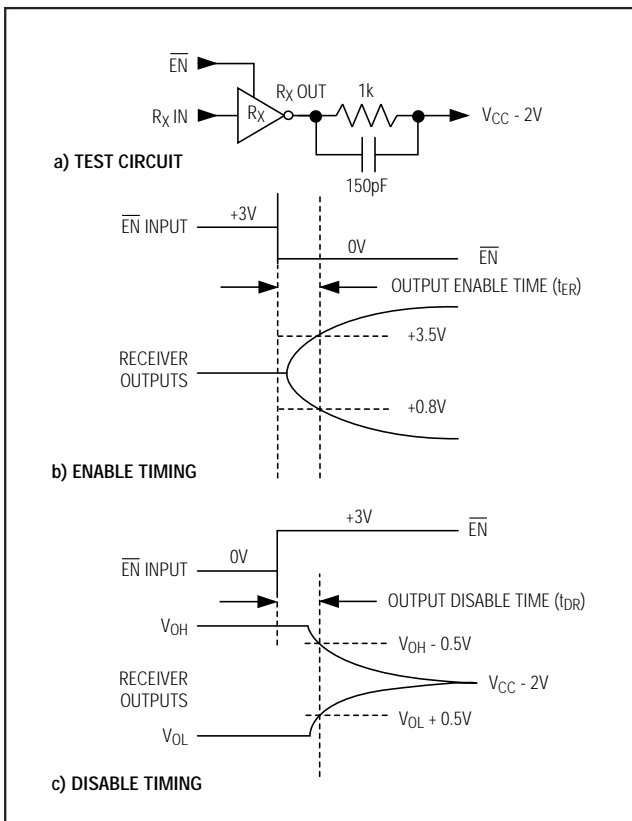 EN
RX OUT
1k
RX IN
RX
VCC - 2V
a) TEST CIRCUIT
150pF
+3V
EN INPUT
0V
EN
OUTPUT ENABLE TIME (tER)
+3.5V
RECEIVER
OUTPUTS
+0.8V
b) ENABLE TIMING
+3V
EN
0V
EN INPUT
OUTPUT DISABLE TIME (tDR)
VOH
VOH - 0.5V
VCC - 2V
RECEIVER
OUTPUTS
VOL + 0.5V
VOL
c) DISABLE TIMING